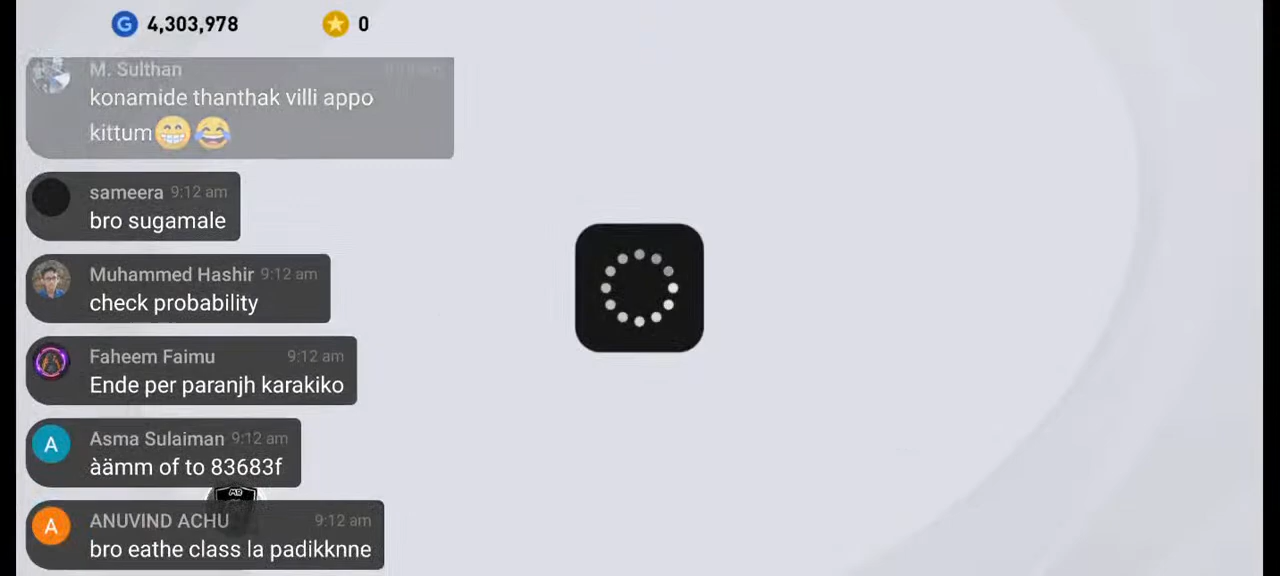 G 4,303,978 0
M. Sulthan
konamide thanthak villi appo
kittum😁😂
sameera 9:12 am
bro sugamale
Muhammed Hashir 9:12 am
check probability
Faheem Faimu 9:12 am
Ende per paranjh karakiko
A Asma Sulaiman 9:12 am
àämm of to 83683f
MR
A ANUVIND ACHU 9:12 am
bro eathe class la padikknne